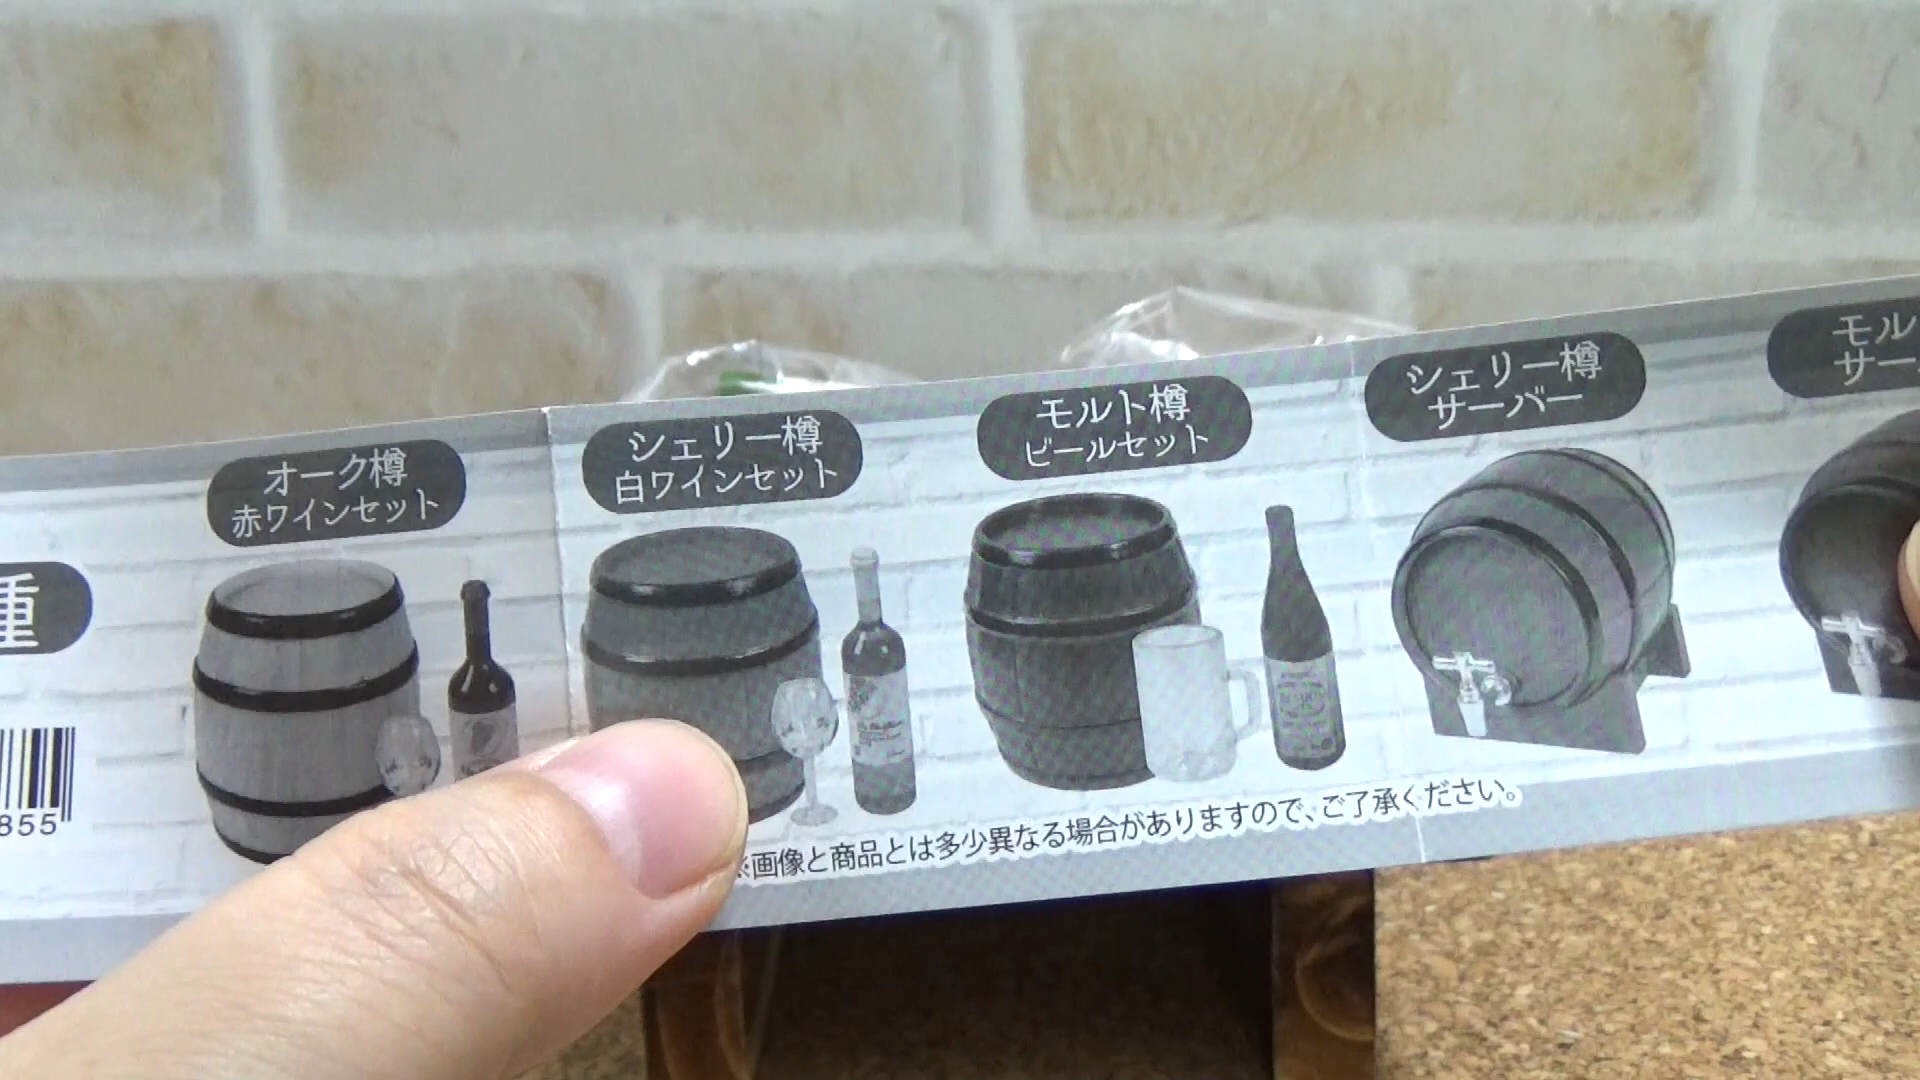 オーク樽
赤ワインセット
シェリー樽
白ワインセット
モルト樽
ビールセット
シェリー樽
サーバー
モル
サー
種
855
※画像と商品とは多少異なる場合がありますので、ご了承ください。